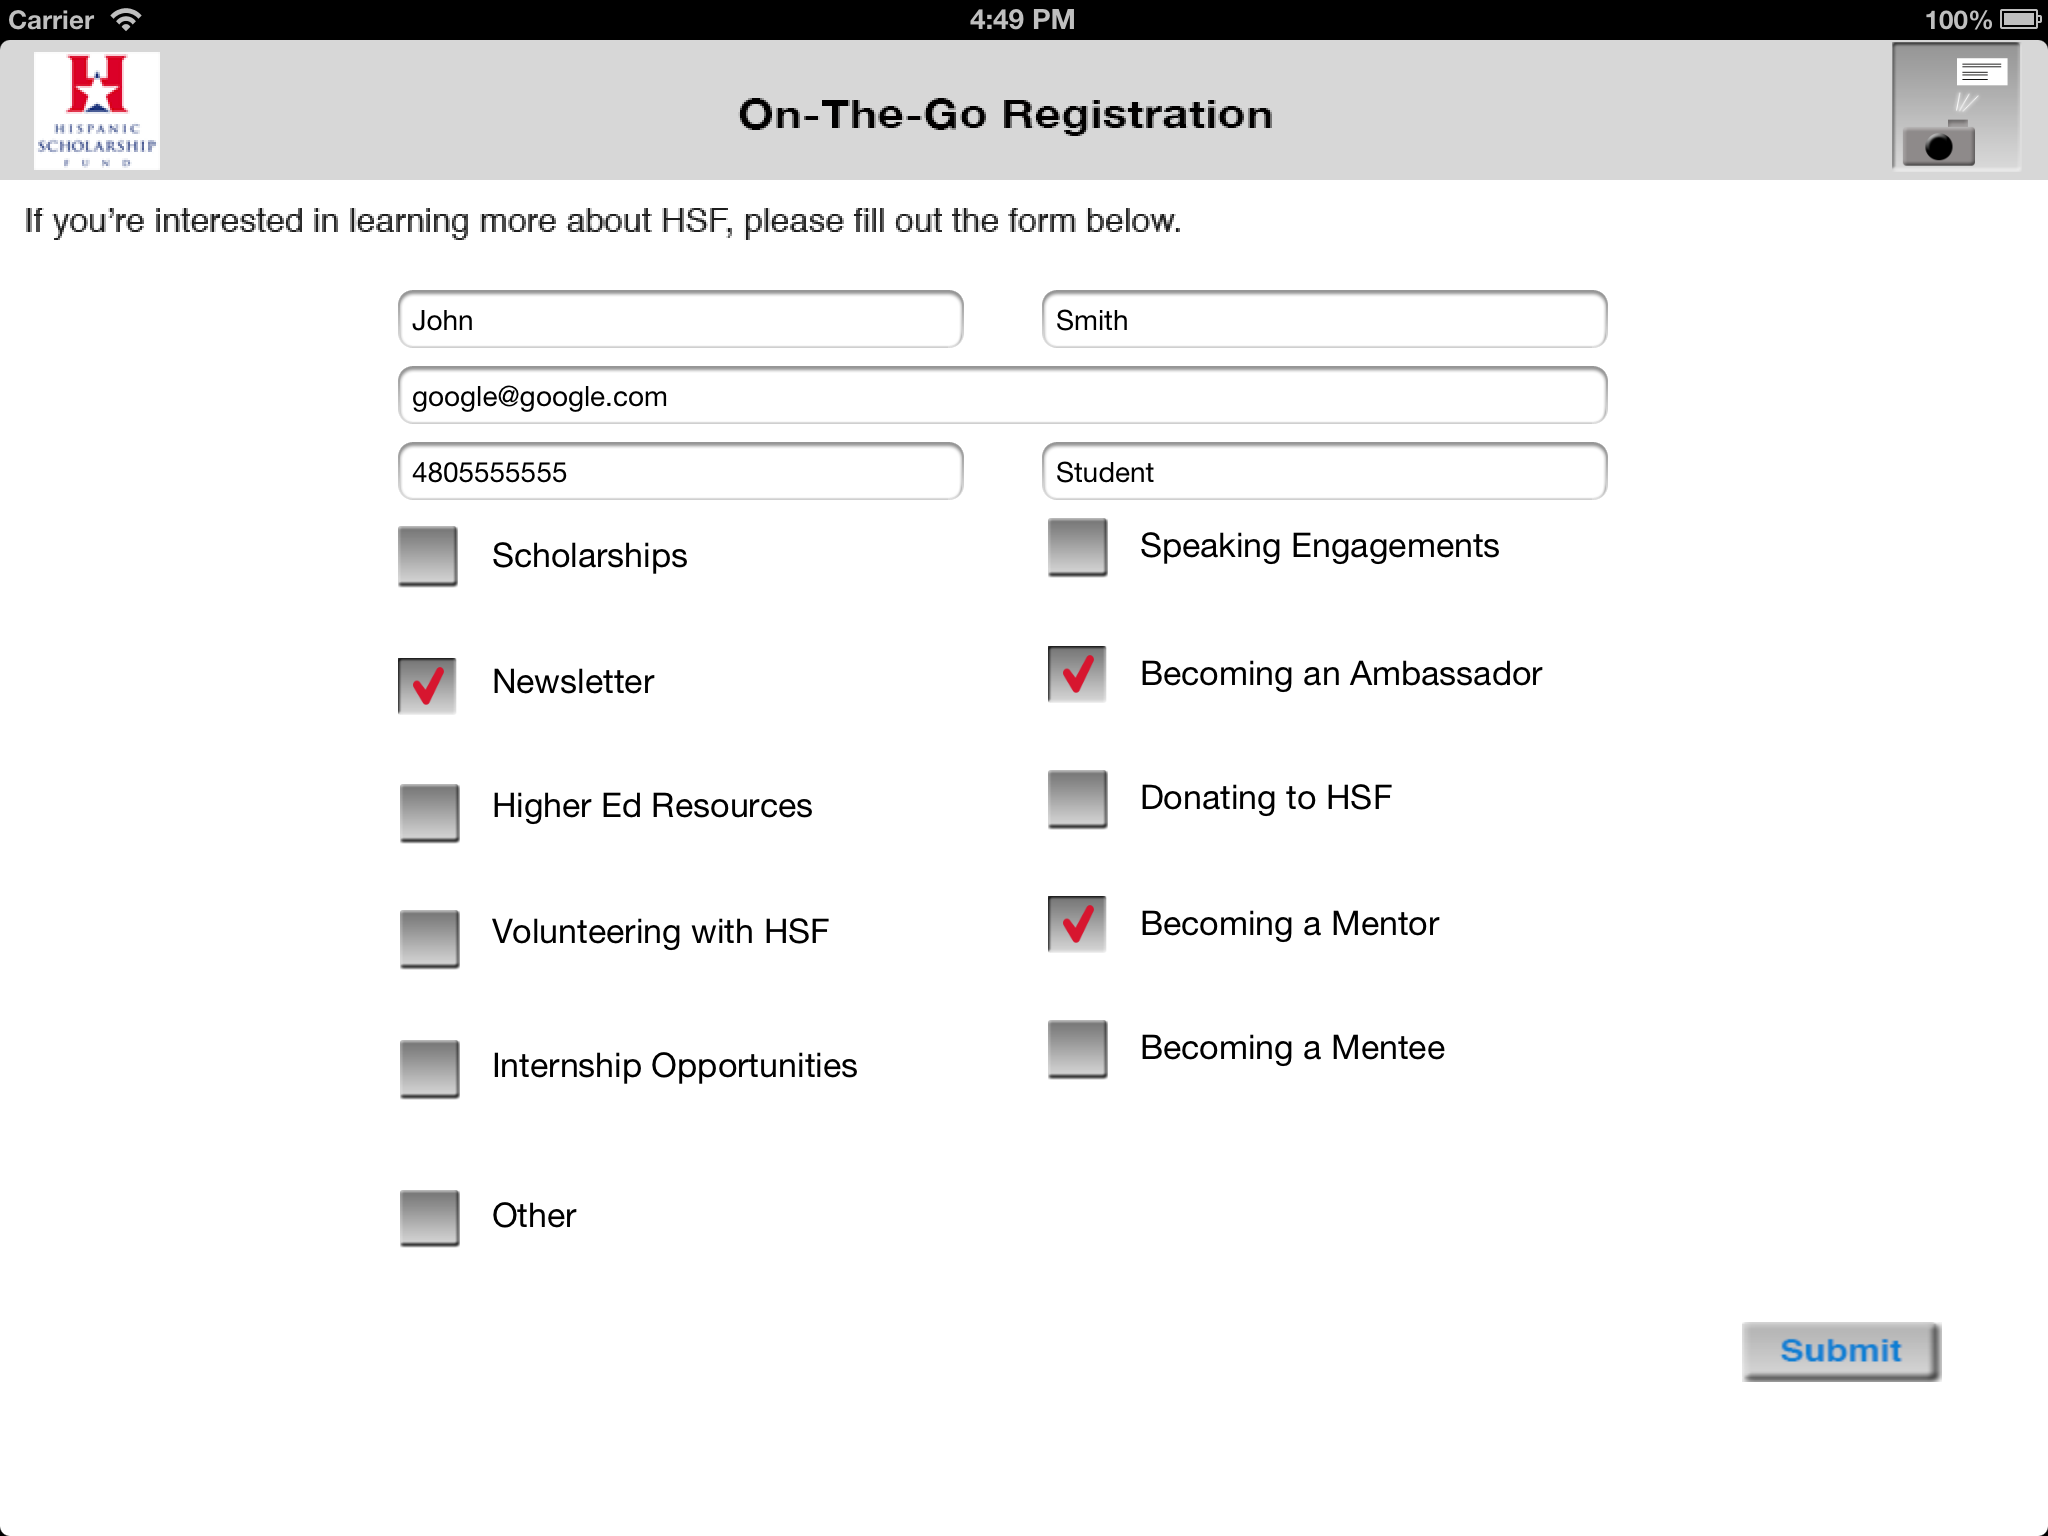 Carrier 4:49 PM 100%
HISPANIC
SCHOLARSHIP
FUND
On-The-Go Registration
If you’re interested in learning more about HSF, please fill out the form below.
John Smith
google@google.com
4805555555 Student
Scholarships Speaking Engagements
Newsletter Becoming an Ambassador
Higher Ed Resources Donating to HSF
Volunteering with HSF Becoming a Mentor
Internship Opportunities Becoming a Mentee
Other
Submit